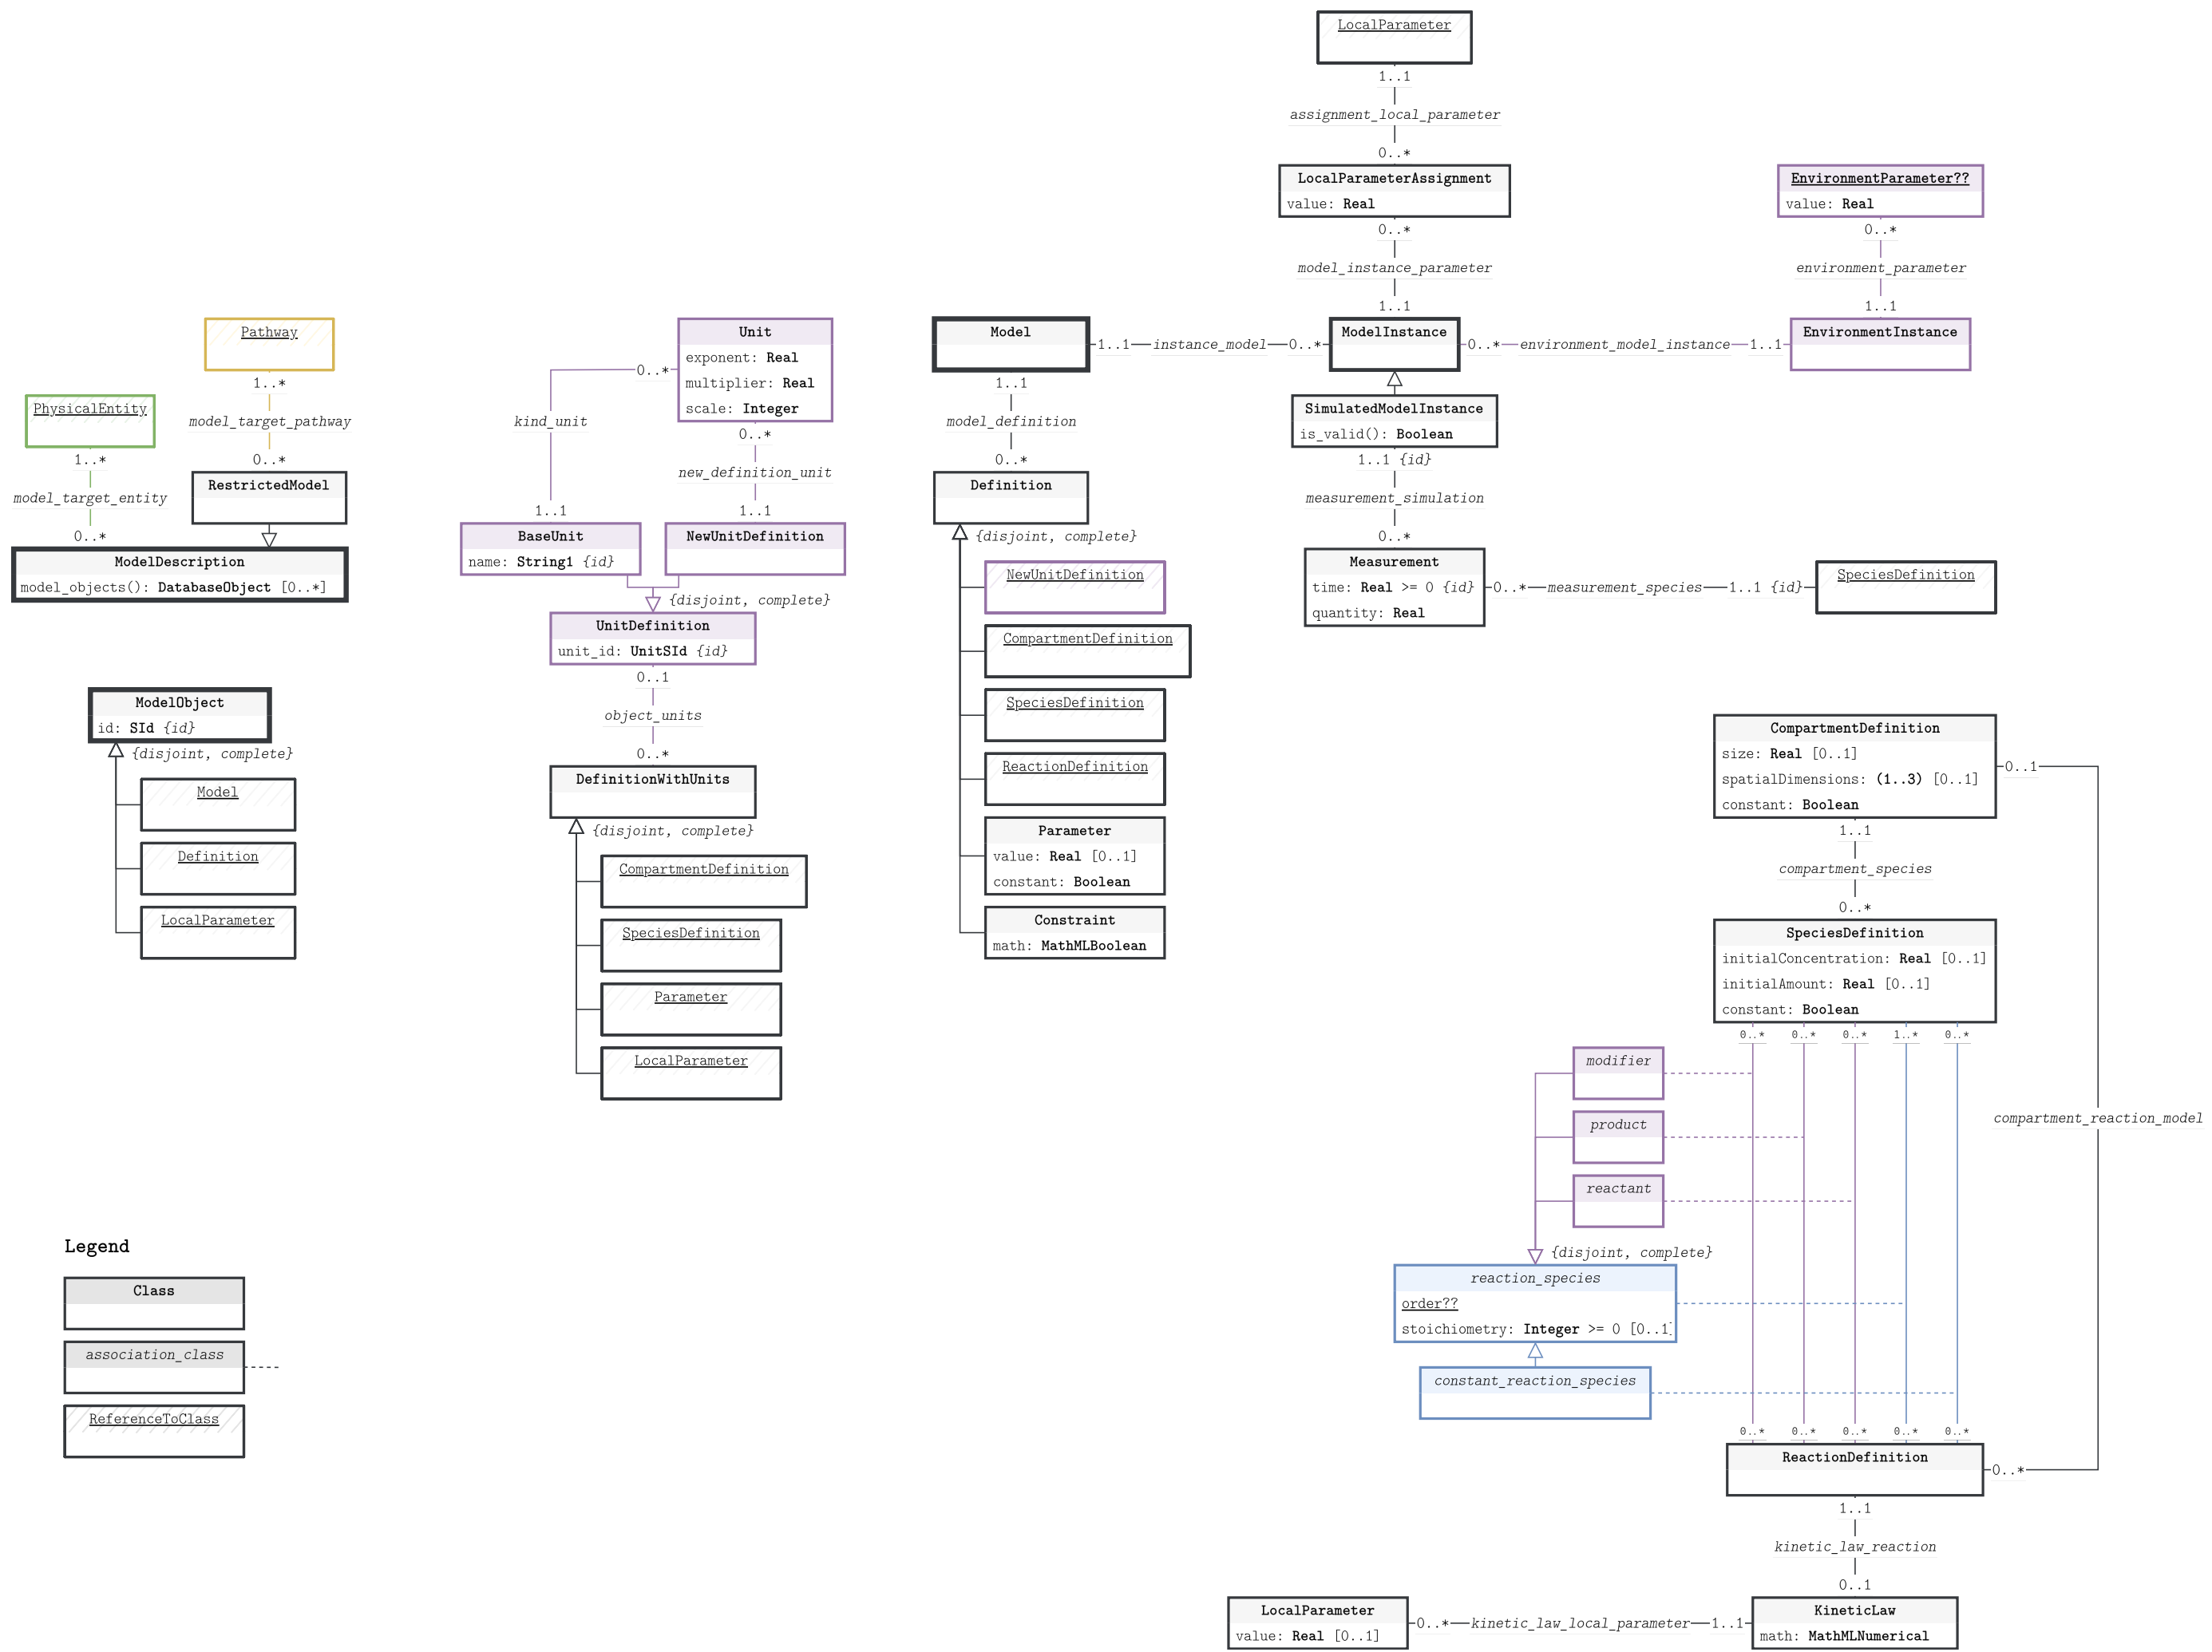 LocalParameter
1..1
assignment_local_parameter
0..*
LocalParameterAssignment
value: Real
0..*
model_instance_parameter
1..1
EnvironmentParameter??
value: Real
0..*
environment_parameter
1..1
Pathway
1..*
model_target_pathway
0..*
RestrictedModel
PhysicalEntity
1..*
model_target_entity
0..*
ModelDescription
model_objects(): DatabaseObject [0..*]
Unit
exponent: Real
multiplier: Real
scale: Integer
0..*
kind_unit
1..1
0..*
new_definition_unit
1..1
BaseUnit
name: String1 {id}
NewUnitDefinition
{disjoint, complete}
UnitDefinition
unit_id: UnitSId {id}
0..1
object_units
0..*
DefinitionWithUnits
{disjoint, complete}
CompartmentDefinition
SpeciesDefinition
Parameter
LocalParameter
Model
1..1 instance_model 0..*
ModelInstance
0..* environment_model_instance 1..1
EnvironmentInstance
1..1
model_definition
0..*
Definition
{disjoint, complete}
NewUnitDefinition
CompartmentDefinition
SpeciesDefinition
ReactionDefinition
Parameter
value: Real [0..1]
constant: Boolean
Constraint
math: MathMLBoolean
SimulatedModelInstance
is_valid(): Boolean
1..1 {id}
measurement_simulation
0..*
Measurement
time: Real >= 0 {id}
quantity: Real
0..* measurement_species 1..1 {id}
SpeciesDefinition
ModelObject
id: SId {id}
{disjoint, complete}
Model
Definition
LocalParameter
CompartmentDefinition
size: Real [0..1]
spatialDimensions: (1..3) [0..1]
constant: Boolean
0..1
1..1
compartment_species
0..*
SpeciesDefinition
initialConcentration: Real [0..1]
initialAmount: Real [0..1]
constant: Boolean
0..* 0..* 0..* 1..* 0..*
modifier
product
reactant
compartment_reaction_model
{disjoint, complete}
reaction_species
order??
stoichiometry: Integer >= 0 [0..1]
constant_reaction_species
0..* 0..* 0..* 0..* 0..*
ReactionDefinition
0..*
1..1
kinetic_law_reaction
0..1
KineticLaw
math: MathMLNumerical
LocalParameter
value: Real [0..1]
0..* kinetic_law_local_parameter 1..1
Legend
Class
association_class
ReferenceToClass